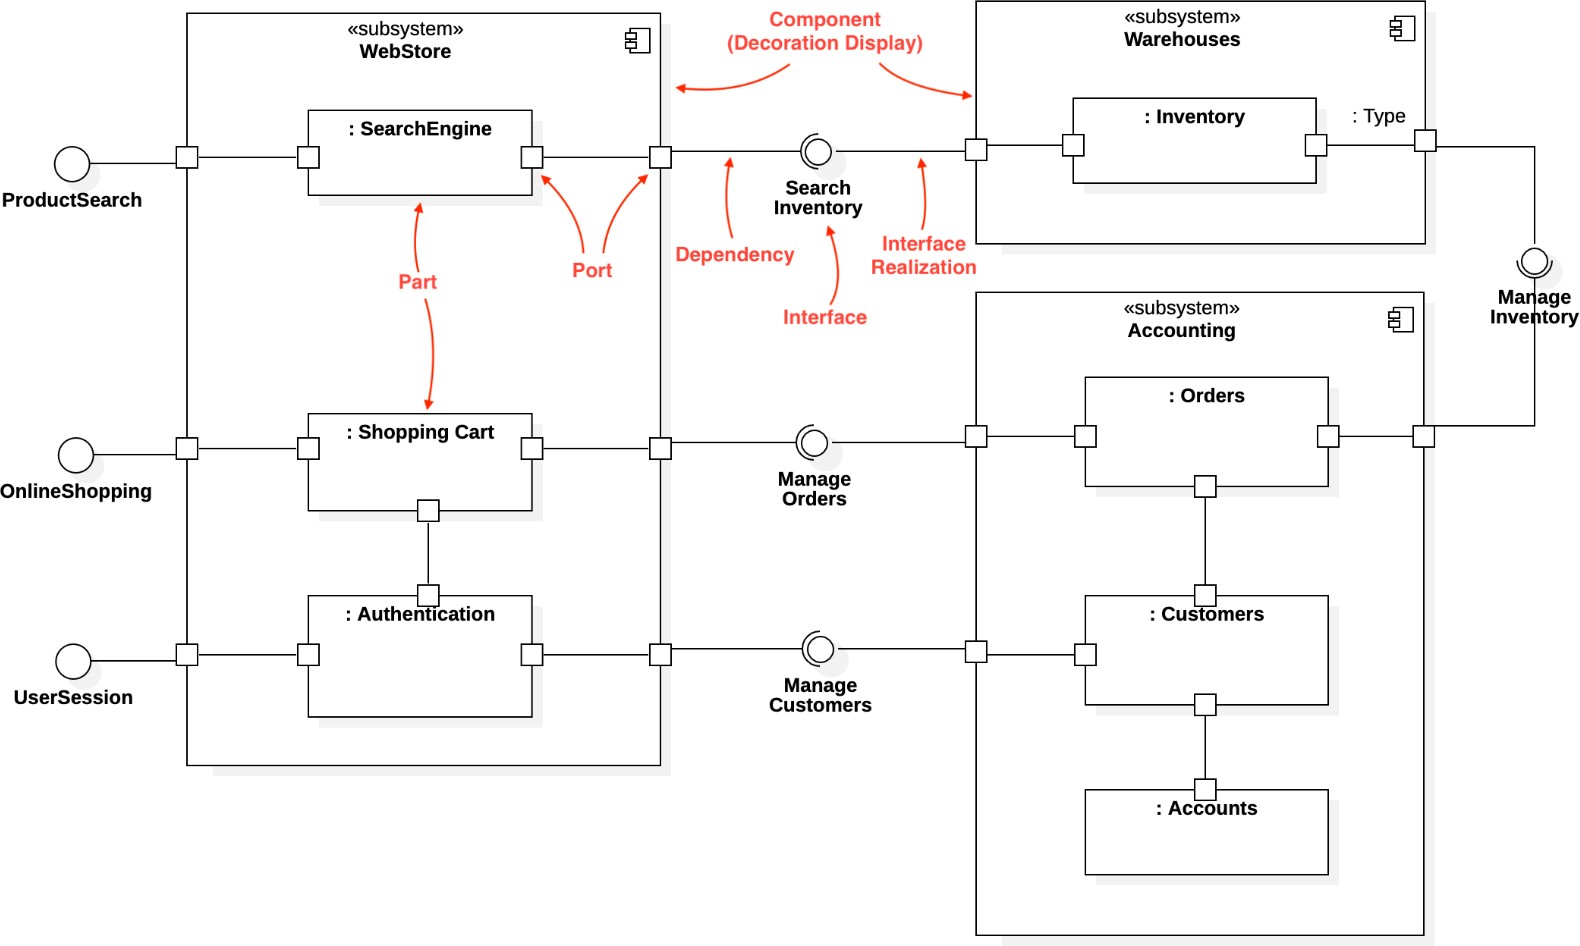 «subsystem»
WebStore
Component
(Decoration Display)
«subsystem»
Warehouses
: SearchEngine
: Inventory
: Type
ProductSearch
Search
Inventory
Dependency
Interface
Realization
Port
Part
Interface
Manage
Inventory
«subsystem»
Accounting
: Orders
: Shopping Cart
OnlineShopping
Manage
Orders
: Authentication
: Customers
UserSession
Manage
Customers
: Accounts